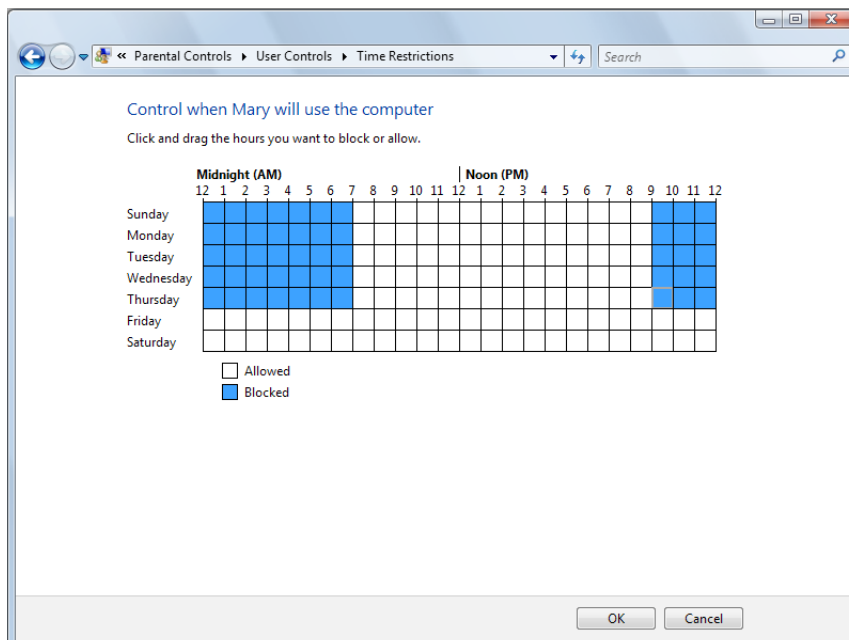 « Parental Controls ▸ User Controls ▸ Time Restrictions
Search
Control when Mary will use the computer
Click and drag the hours you want to block or allow.
Midnight (AM) Noon (PM)
12 1 2 3 4 5 6 7 8 9 10 11 12 1 2 3 4 5 6 7 8 9 10 11 12
Sunday
Monday
Tuesday
Wednesday
Thursday
Friday
Saturday
Allowed
Blocked
OK Cancel